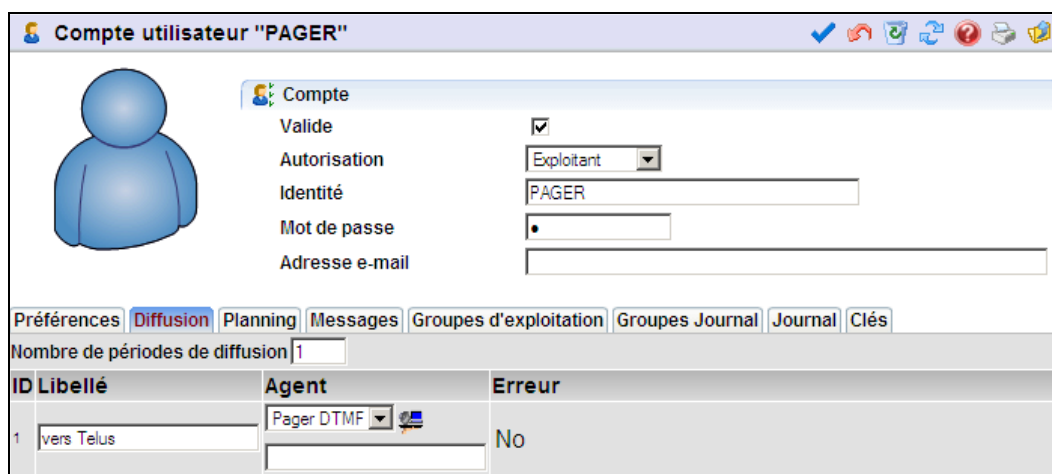 Compte utilisateur "PAGER"
Compte
Valide
Autorisation Exploitant
Identité PAGER
Mot de passe
Adresse e-mail
Préférences Diffusion Planning Messages Groupes d'exploitation Groupes Journal Journal Clés
Nombre de périodes de diffusion 1
ID Libellé Agent Erreur
1 vers Telus Pager DTMF No